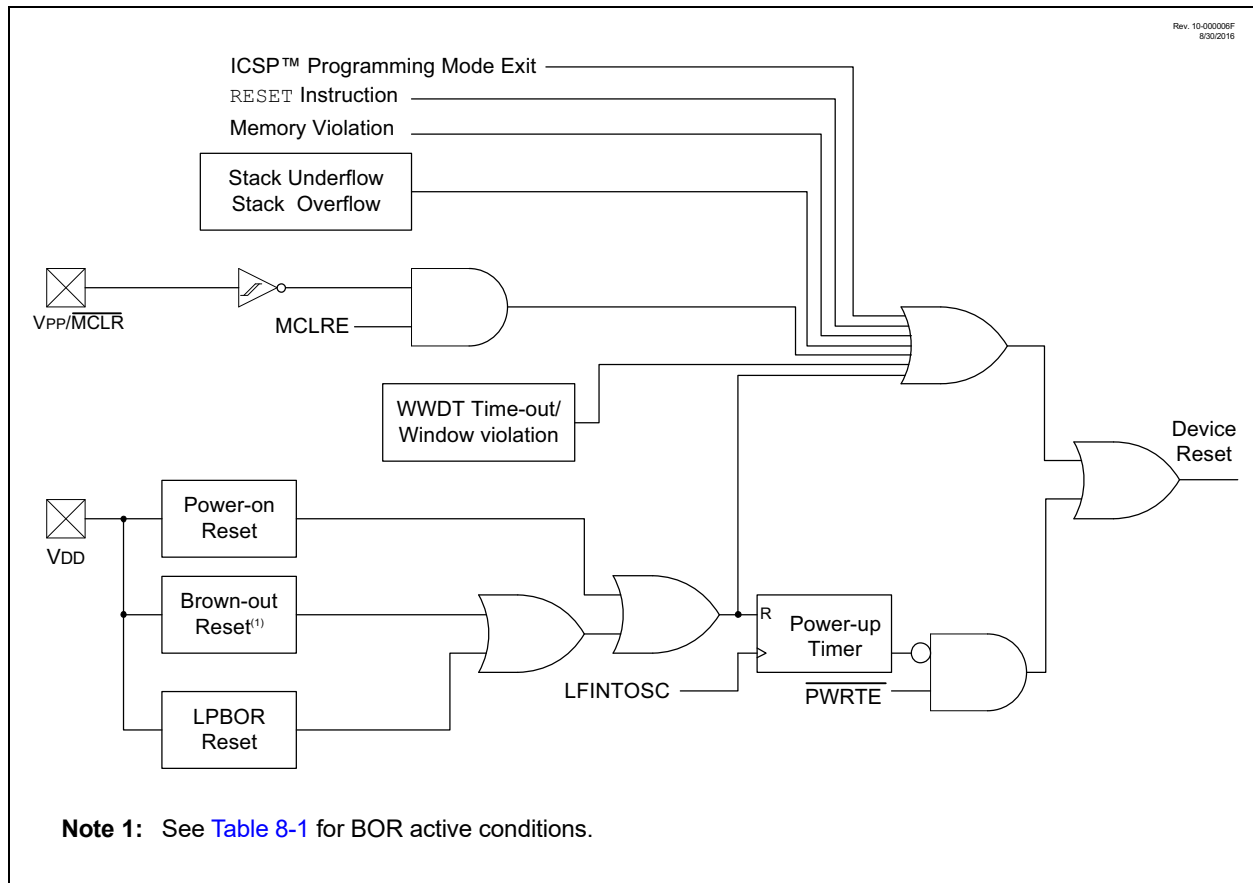 Rev. 10-000006F
8/30/2016
ICSP™ Programming Mode Exit
RESET Instruction
Memory Violation
Stack Underflow
Stack Overflow
VPP/MCLR
MCLRE
WWDT Time-out/
Window violation
Device
Reset
VDD
Power-on
Reset
Brown-out
Reset(1)
LPBOR
Reset
R
Power-up
Timer
LFINTOSC
PWRTE
Note 1: See Table 8-1 for BOR active conditions.